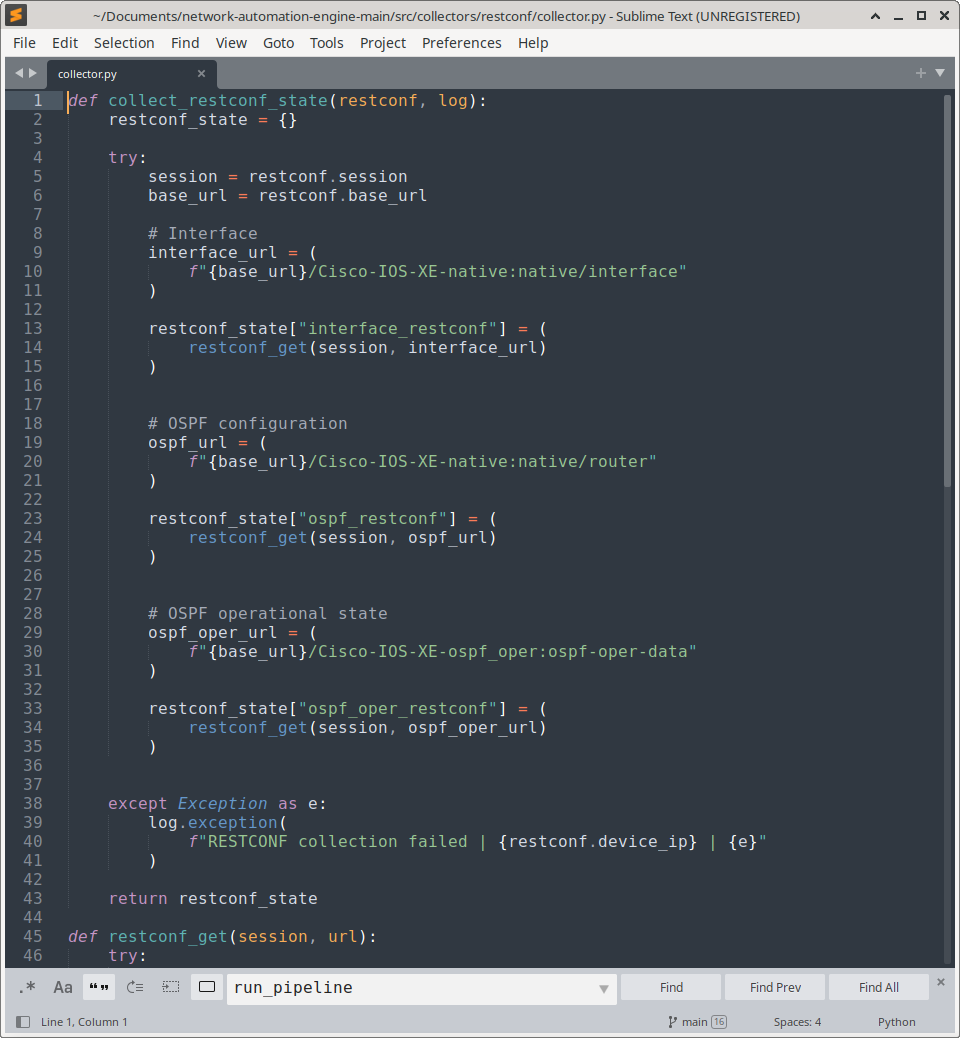 ~/Documents/network-automation-engine-main/src/collectors/restconf/collector.py - Sublime Text (UNREGISTERED)
File Edit Selection Find View Goto Tools Project Preferences Help
collector.py
1 def collect_restconf_state(restconf, log):
2     restconf_state = {}
3
4     try:
5         session = restconf.session
6         base_url = restconf.base_url
7
8         # Interface
9         interface_url = (
10             f"{base_url}/Cisco-IOS-XE-native:native/interface"
11         )
12
13         restconf_state["interface_restconf"] = (
14             restconf_get(session, interface_url)
15         )
16
17
18         # OSPF configuration
19         ospf_url = (
20             f"{base_url}/Cisco-IOS-XE-native:native/router"
21         )
22
23         restconf_state["ospf_restconf"] = (
24             restconf_get(session, ospf_url)
25         )
26
27
28         # OSPF operational state
29         ospf_oper_url = (
30             f"{base_url}/Cisco-IOS-XE-ospf_oper:ospf-oper-data"
31         )
32
33         restconf_state["ospf_oper_restconf"] = (
34             restconf_get(session, ospf_oper_url)
35         )
36
37
38     except Exception as e:
39         log.exception(
40             f"RESTCONF collection failed | {restconf.device_ip} | {e}"
41         )
42
43     return restconf_state
44
45 def restconf_get(session, url):
46     try:
.* Aa “” run_pipeline Find Find Prev Find All
Line 1, Column 1 main 16 Spaces: 4 Python